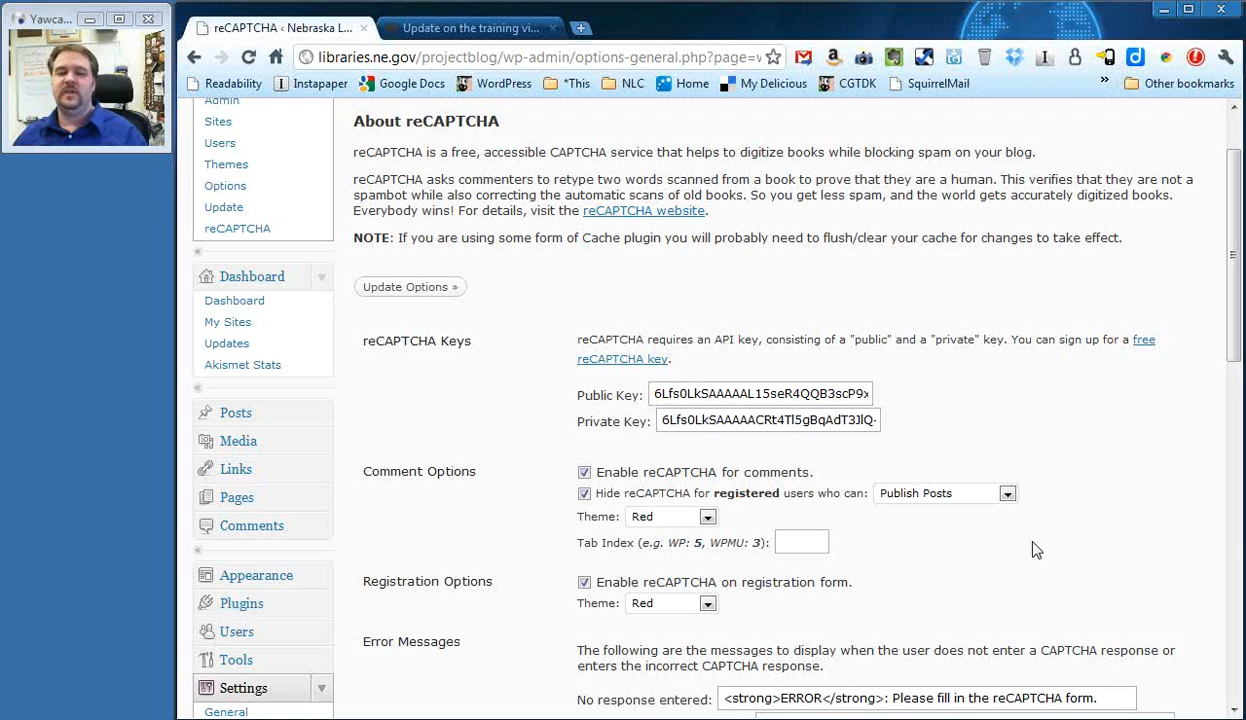 Yawca...
reCAPTCHA ‹ Nebraska L...
Update on the training vi...
libraries.ne.gov/projectblog/wp-admin/options-general.php?page=w
Readability
Instapaper
Google Docs
WordPress
*This
NLC
Home
My Delicious
CGTDK
SquirrelMail
»
Other bookmarks
Admin
Sites
Users
Themes
Options
Update
reCAPTCHA
Dashboard
Dashboard
My Sites
Updates
Akismet Stats
Posts
Media
Links
Pages
Comments
Appearance
Plugins
Users
Tools
Settings
General
About reCAPTCHA
reCAPTCHA is a free, accessible CAPTCHA service that helps to digitize books while blocking spam on your blog.
reCAPTCHA asks commenters to retype two words scanned from a book to prove that they are a human. This verifies that they are not a
spambot while also correcting the automatic scans of old books. So you get less spam, and the world gets accurately digitized books.
Everybody wins! For details, visit the reCAPTCHA website.
NOTE: If you are using some form of Cache plugin you will probably need to flush/clear your cache for changes to take effect.
Update Options »
reCAPTCHA Keys
reCAPTCHA requires an API key, consisting of a "public" and a "private" key. You can sign up for a free
reCAPTCHA key.
Public Key: 6Lfs0LkSAAAAAL15seR4QQB3scP9x
Private Key: 6Lfs0LkSAAAAACRt4Tl5gBqAdT3JlQ-
Comment Options
Enable reCAPTCHA for comments.
Hide reCAPTCHA for registered users who can: Publish Posts
Theme: Red
Tab Index (e.g. WP: 5, WPMU: 3):
Registration Options
Enable reCAPTCHA on registration form.
Theme: Red
Error Messages
The following are the messages to display when the user does not enter a CAPTCHA response or
enters the incorrect CAPTCHA response.
No response entered: <strong>ERROR</strong>: Please fill in the reCAPTCHA form.